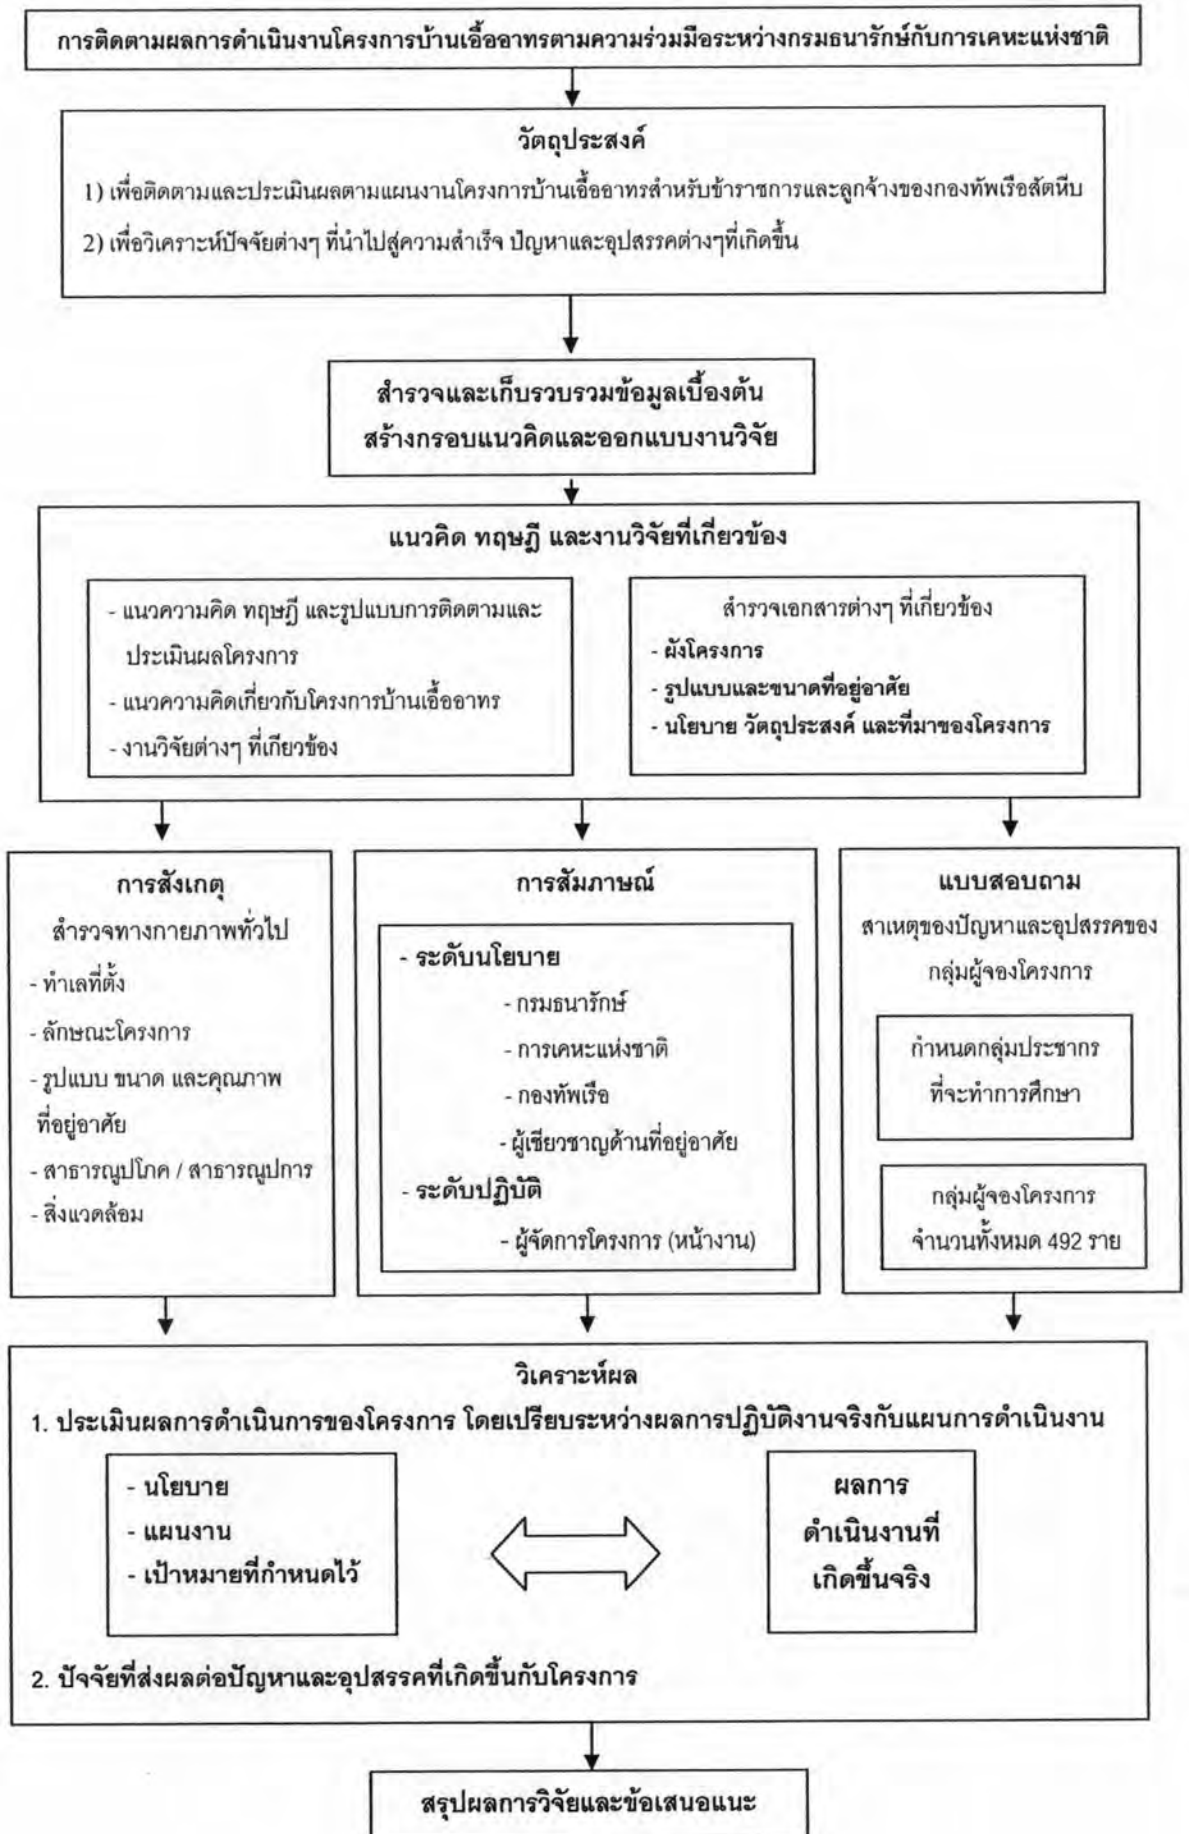 การติดตามผลการดำเนินงานโครงการบ้านเอื้ออาทรตามความร่วมมือระหว่างกรมธนารักษ์กับการเคหะแห่งชาติ
วัตถุประสงค์
1) เพื่อติดตามและประเมินผลตามแผนงานโครงการบ้านเอื้ออาทรสำหรับข้าราชการและลูกจ้างของกองทัพเรือสัตหีบ
2) เพื่อวิเคราะห์ปัจจัยต่างๆ ที่นำไปสู่ความสำเร็จ ปัญหาและอุปสรรคต่างๆที่เกิดขึ้น
สำรวจและเก็บรวบรวมข้อมูลเบื้องต้น
สร้างกรอบแนวคิดและออกแบบงานวิจัย
แนวคิด ทฤษฎี และงานวิจัยที่เกี่ยวข้อง
- แนวความคิด ทฤษฎี และรูปแบบการติดตามและ
ประเมินผลโครงการ
- แนวความคิดเกี่ยวกับโครงการบ้านเอื้ออาทร
- งานวิจัยต่างๆ ที่เกี่ยวข้อง
สำรวจเอกสารต่างๆ ที่เกี่ยวข้อง
- ผังโครงการ
- รูปแบบและขนาดที่อยู่อาศัย
- นโยบาย วัตถุประสงค์ และที่มาของโครงการ
การสังเกตุ
สำรวจทางกายภาพทั่วไป
- ทำเลที่ตั้ง
- ลักษณะโครงการ
- รูปแบบ ขนาด และคุณภาพ
ที่อยู่อาศัย
- สาธารณูปโภค / สาธารณูปการ
- สิ่งแวดล้อม
การสัมภาษณ์
- ระดับนโยบาย
- กรมธนารักษ์
- การเคหะแห่งชาติ
- กองทัพเรือ
- ผู้เชี่ยวชาญด้านที่อยู่อาศัย
- ระดับปฏิบัติ
- ผู้จัดการโครงการ (หน้างาน)
แบบสอบถาม
สาเหตุของปัญหาและอุปสรรคของ
กลุ่มผู้จองโครงการ
กำหนดกลุ่มประชากร
ที่จะทำการศึกษา
กลุ่มผู้จองโครงการ
จำนวนทั้งหมด 492 ราย
วิเคราะห์ผล
1. ประเมินผลการดำเนินการของโครงการ โดยเปรียบระหว่างผลการปฏิบัติงานจริงกับแผนการดำเนินงาน
- นโยบาย
- แผนงาน
- เป้าหมายที่กำหนดไว้
ผลการ
ดำเนินงานที่
เกิดขึ้นจริง
2. ปัจจัยที่ส่งผลต่อปัญหาและอุปสรรคที่เกิดขึ้นกับโครงการ
สรุปผลการวิจัยและข้อเสนอแนะ